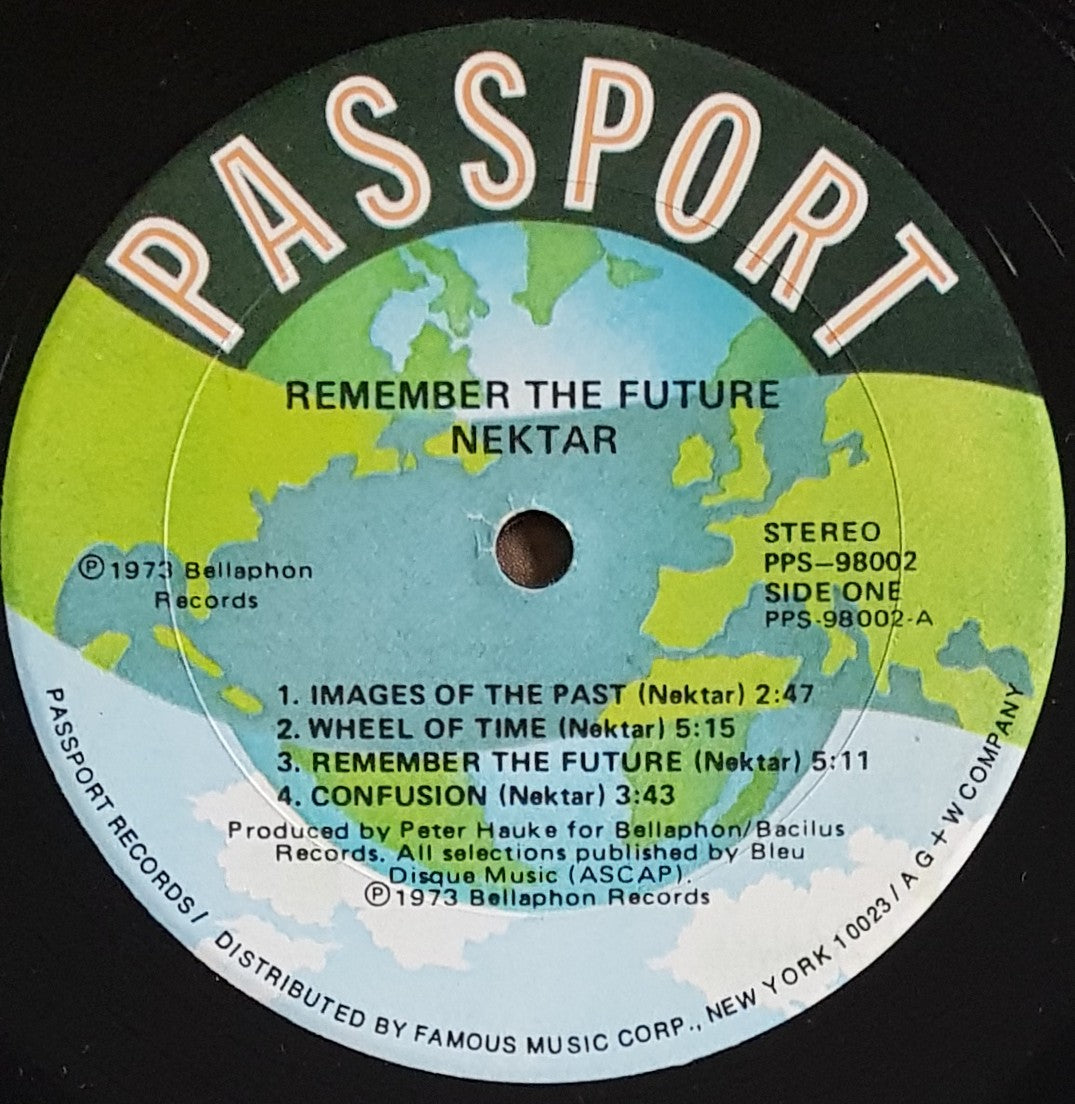 PASSPORT
REMEMBER THE FUTURE
NEKTAR
STEREO
PPS—98002
SIDE ONE
PPS-98002-A
Ⓟ1973 Bellaphon
Records
1. IMAGES OF THE PAST (Nektar) 2:47
2. WHEEL OF TIME (Nektar) 5:15
3. REMEMBER THE FUTURE (Nektar) 5:11
4. CONFUSION (Nektar) 3:43
Produced by Peter Hauke for Bellaphon/Bacilus
Records. All selections published by Bleu
Disque Music (ASCAP).
Ⓟ1973 Bellaphon Records
PASSPORT RECORDS/ DISTRIBUTED BY FAMOUS MUSIC CORP., NEW YORK 10023/ A G + W COMPANY